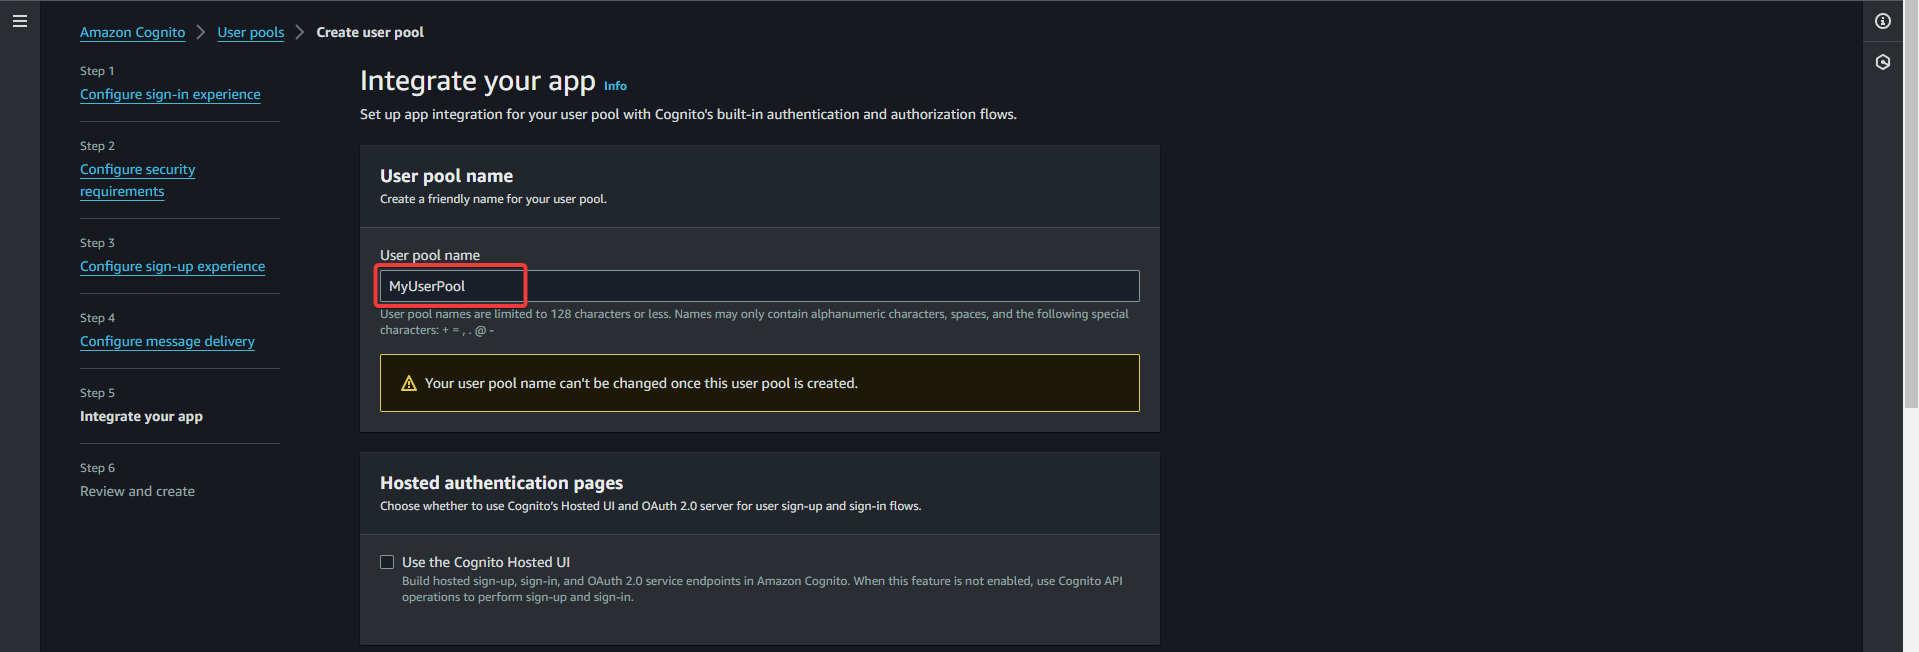 Amazon Cognito > User pools > Create user pool
Step 1
Configure sign-in experience
Step 2
Configure security
requirements
Step 3
Configure sign-up experience
Step 4
Configure message delivery
Step 5
Integrate your app
Step 6
Review and create
Integrate your app Info
Set up app integration for your user pool with Cognito's built-in authentication and authorization flows.
User pool name
Create a friendly name for your user pool.
User pool name
MyUserPool
User pool names are limited to 128 characters or less. Names may only contain alphanumeric characters, spaces, and the following special
characters: + = , . @ -
Your user pool name can't be changed once this user pool is created.
Hosted authentication pages
Choose whether to use Cognito's Hosted UI and OAuth 2.0 server for user sign-up and sign-in flows.
Use the Cognito Hosted UI
Build hosted sign-up, sign-in, and OAuth 2.0 service endpoints in Amazon Cognito. When this feature is not enabled, use Cognito API
operations to perform sign-up and sign-in.